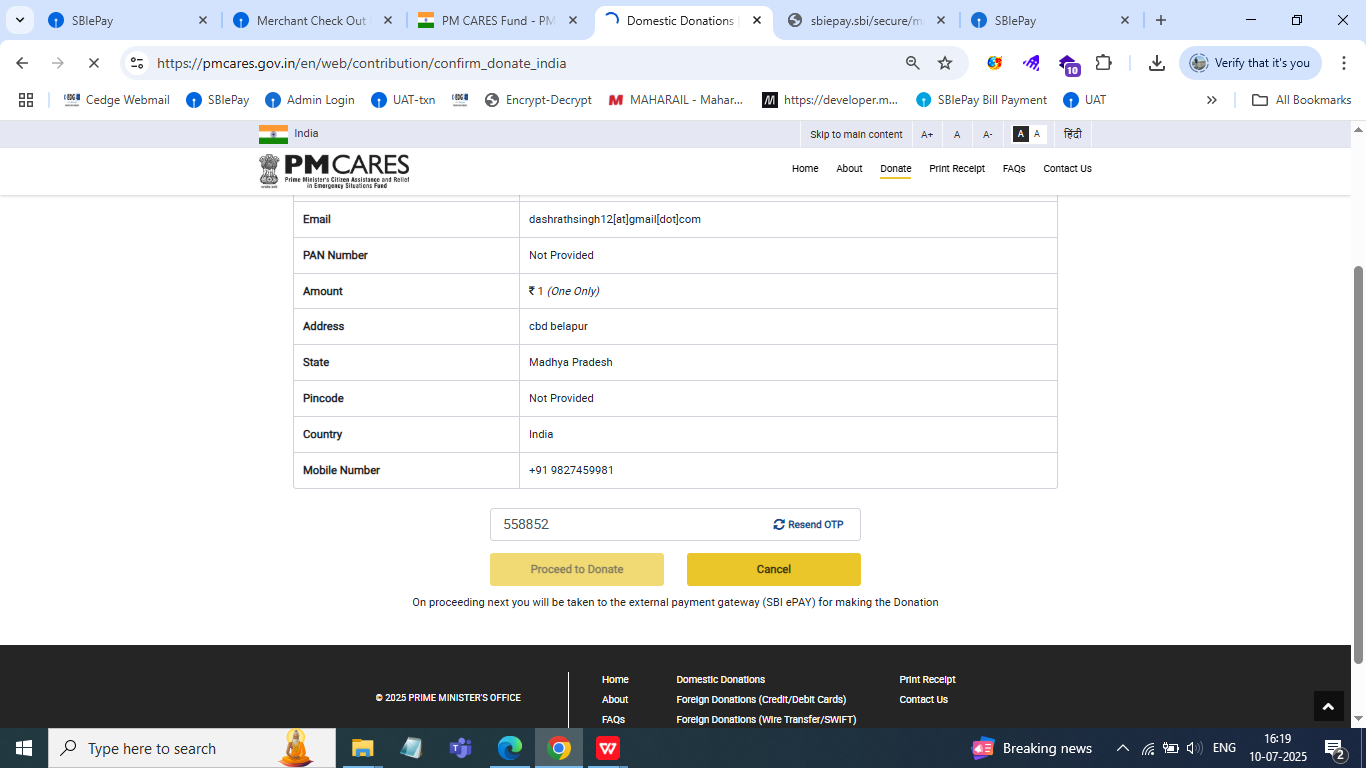 SBIePay
Merchant Check Out
PM CARES Fund - PM
Domestic Donations
sbiepay.sbi/secure/m
SBIePay
https://pmcares.gov.in/en/web/contribution/confirm_donate_india
10
Verify that it's you
Cedge Webmail
SBIePay
Admin Login
UAT-txn
Encrypt-Decrypt
MAHARAIL - Mahar...
https://developer.m...
SBIePay Bill Payment
UAT
All Bookmarks
India
Skip to main content
A+
A
A-
A
A
हिंदी
PMCARES
Prime Minister's Citizen Assistance and Relief
in Emergency Situations Fund
Home
About
Donate
Print Receipt
FAQs
Contact Us
Email dashrathsingh12[at]gmail[dot]com
PAN Number Not Provided
Amount ₹ 1 (One Only)
Address cbd belapur
State Madhya Pradesh
Pincode Not Provided
Country India
Mobile Number +91 9827459981
558852 Resend OTP
Proceed to Donate Cancel
On proceeding next you will be taken to the external payment gateway (SBI ePAY) for making the Donation
© 2025 PRIME MINISTER'S OFFICE
Home
About
FAQs
Domestic Donations
Foreign Donations (Credit/Debit Cards)
Foreign Donations (Wire Transfer/SWIFT)
Print Receipt
Contact Us
Type here to search
Breaking news
ENG
16:19
10-07-2025
2